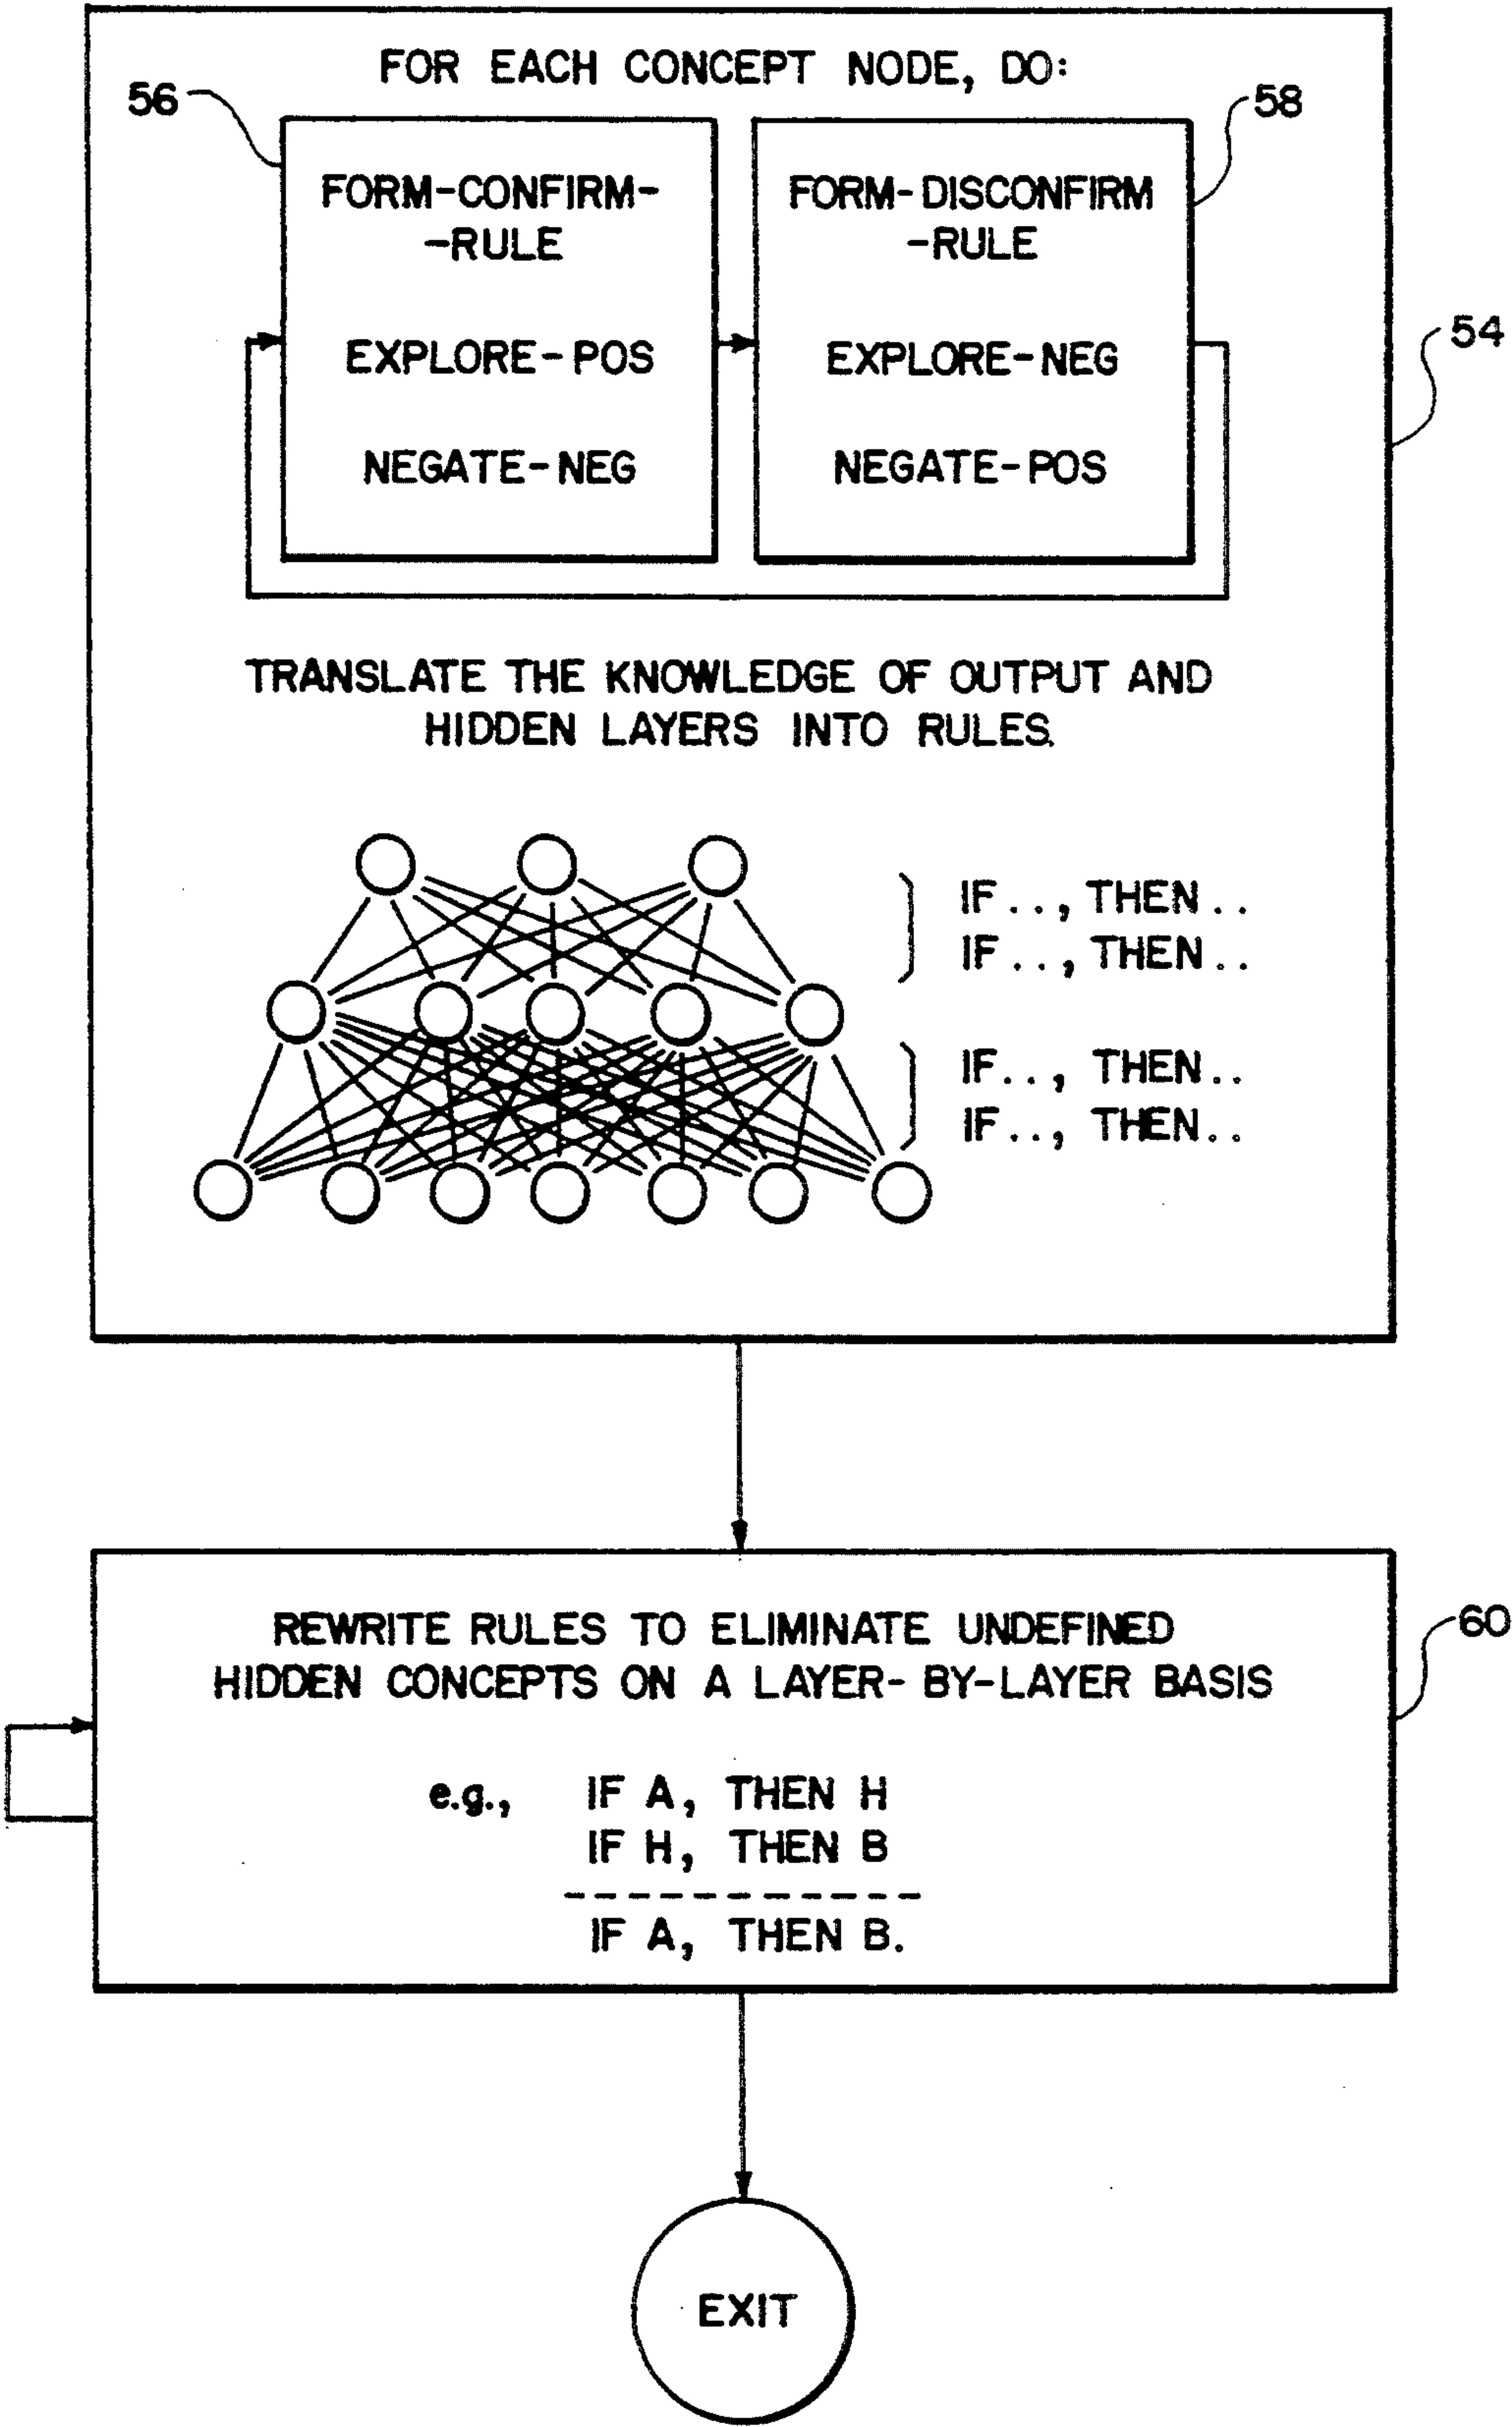 FOR EACH CONCEPT NODE, DO:
56
58
FORM-CONFIRM-
-RULE
EXPLORE-POS
NEGATE-NEG
FORM-DISCONFIRM
-RULE
EXPLORE-NEG
NEGATE-POS
54
TRANSLATE THE KNOWLEDGE OF OUTPUT AND
HIDDEN LAYERS INTO RULES.
IF . . , THEN . .
IF . . , THEN . .
IF . . , THEN . .
IF . . , THEN . .
60
REWRITE RULES TO ELIMINATE UNDEFINED
HIDDEN CONCEPTS ON A LAYER-BY-LAYER BASIS
e.g., IF A, THEN H
IF H, THEN B
IF A, THEN B.
EXIT